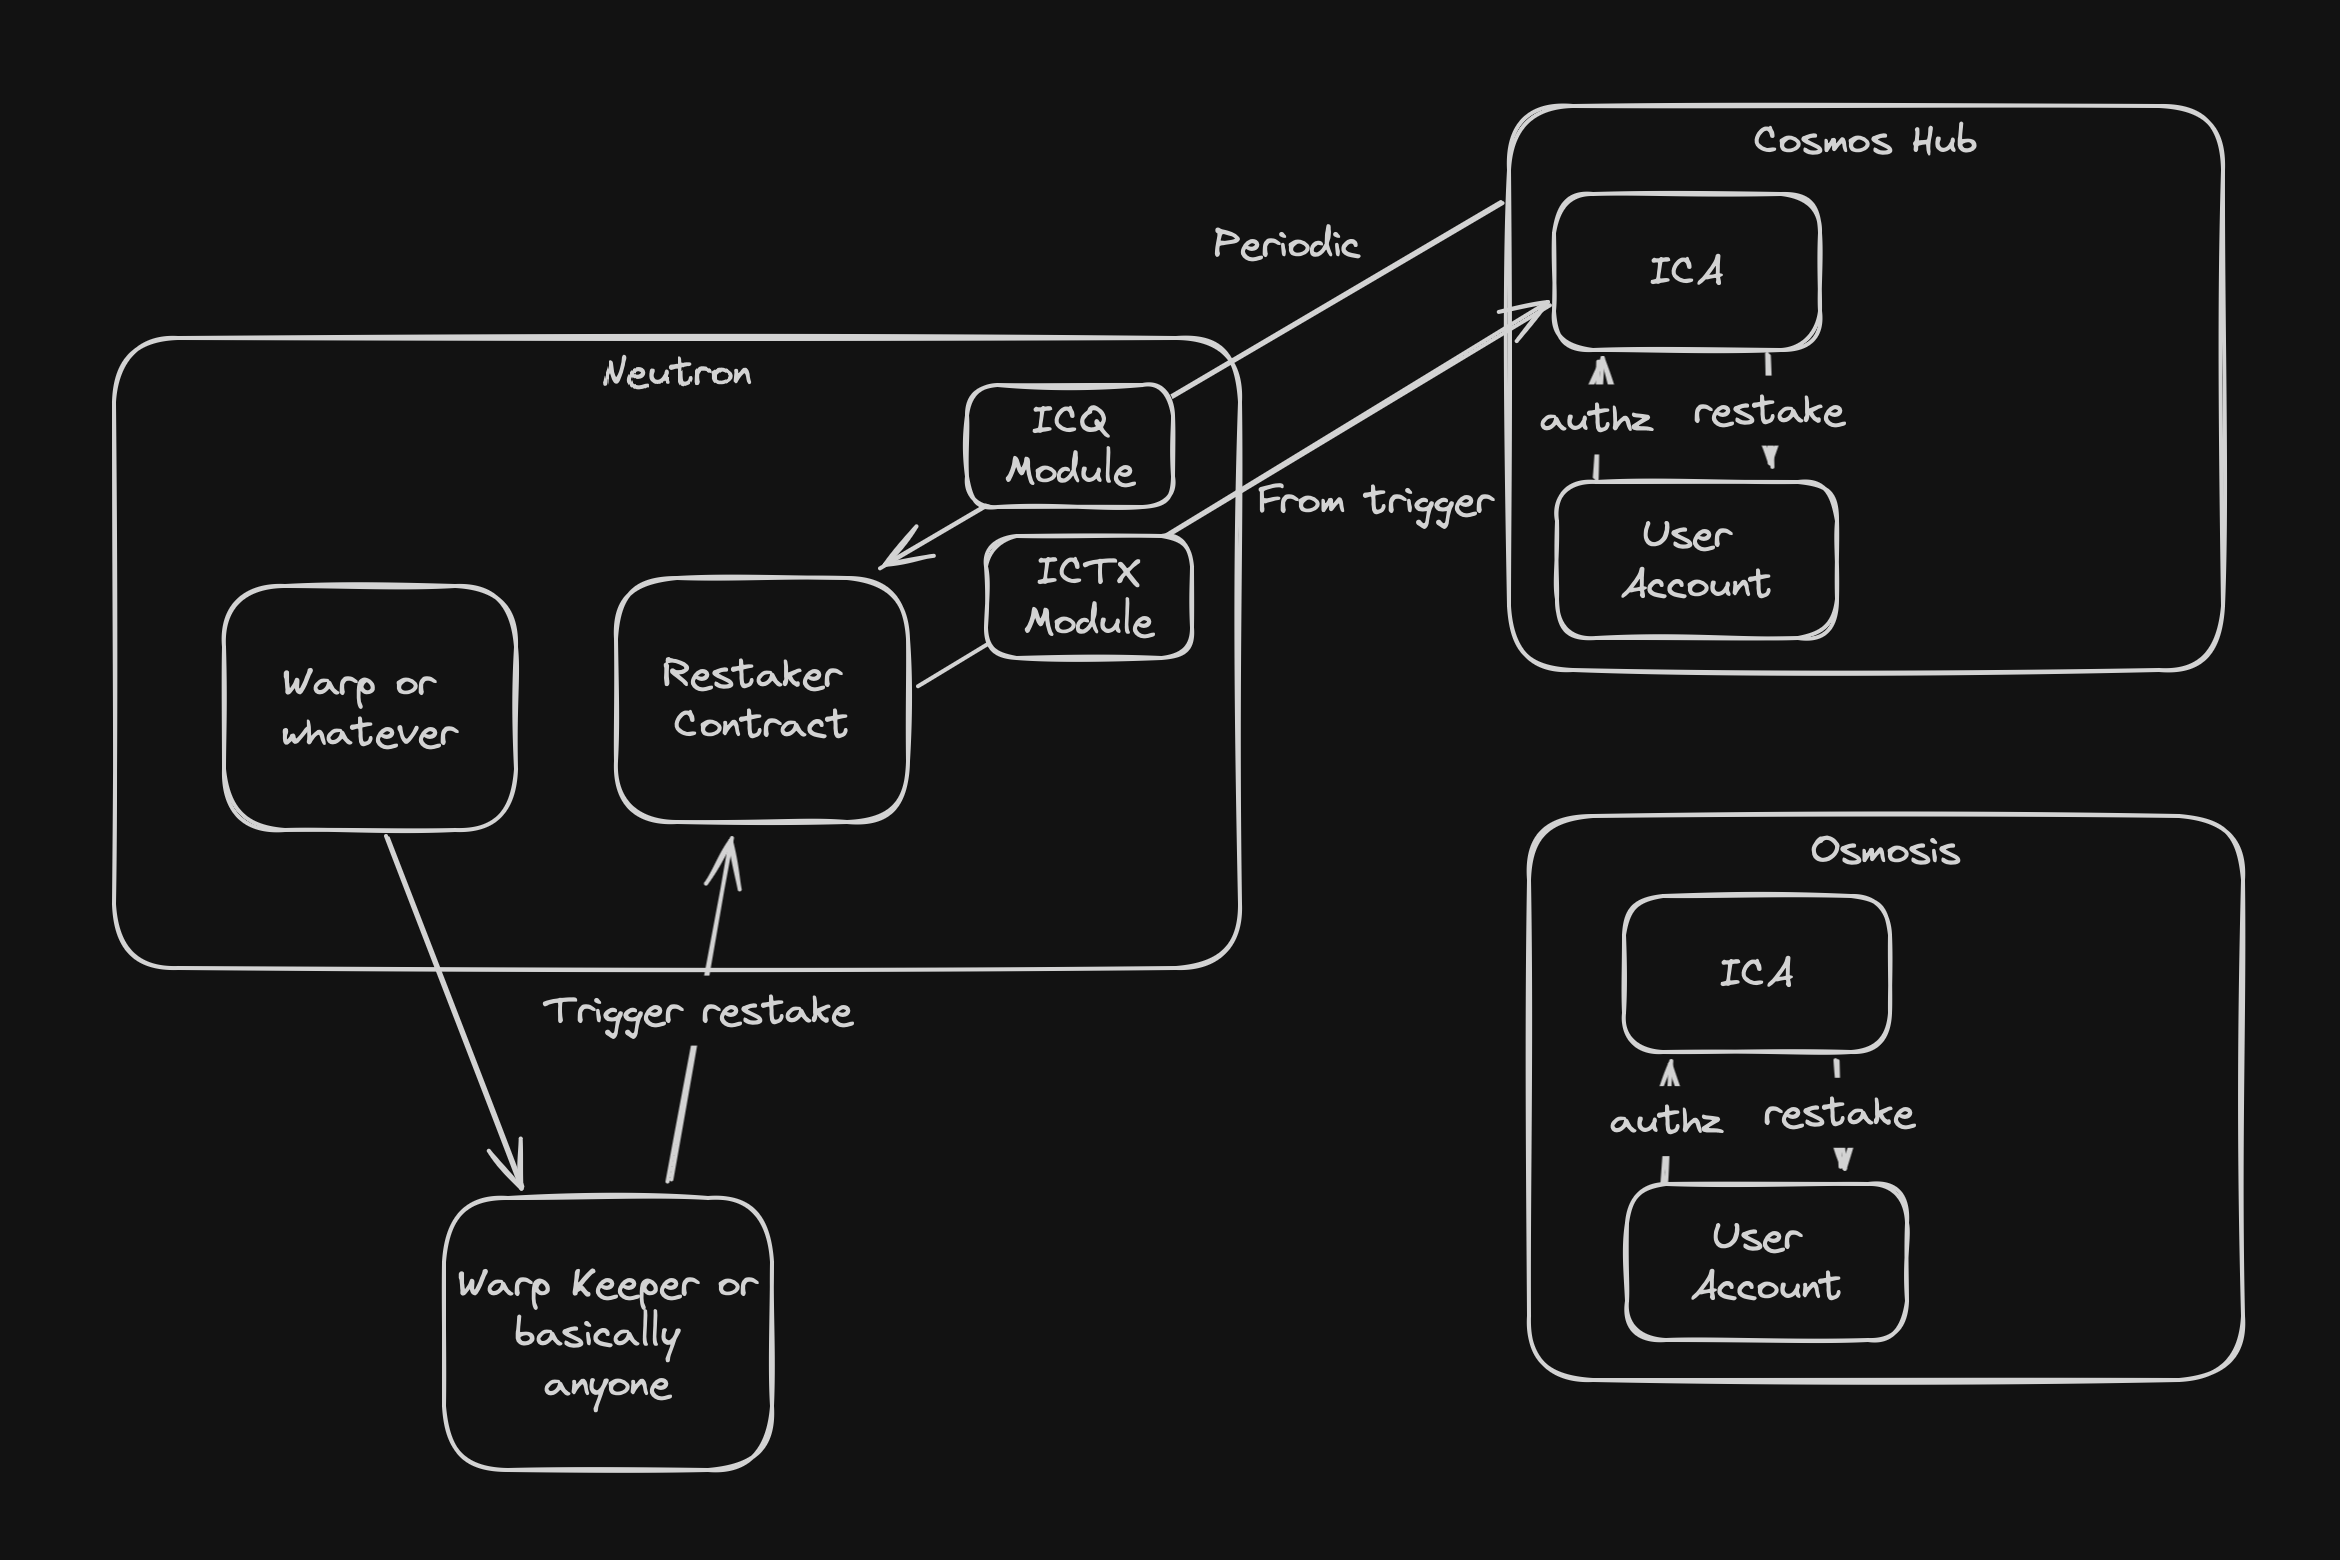 Cosmos Hub
ICA
authz
restake
User
Account
Periodic
From trigger
Neutron
ICQ
Module
ICTX
Module
Warp or
whatever
Restaker
Contract
Trigger restake
Warp Keeper or
basically
anyone
Osmosis
ICA
authz
restake
User
Account